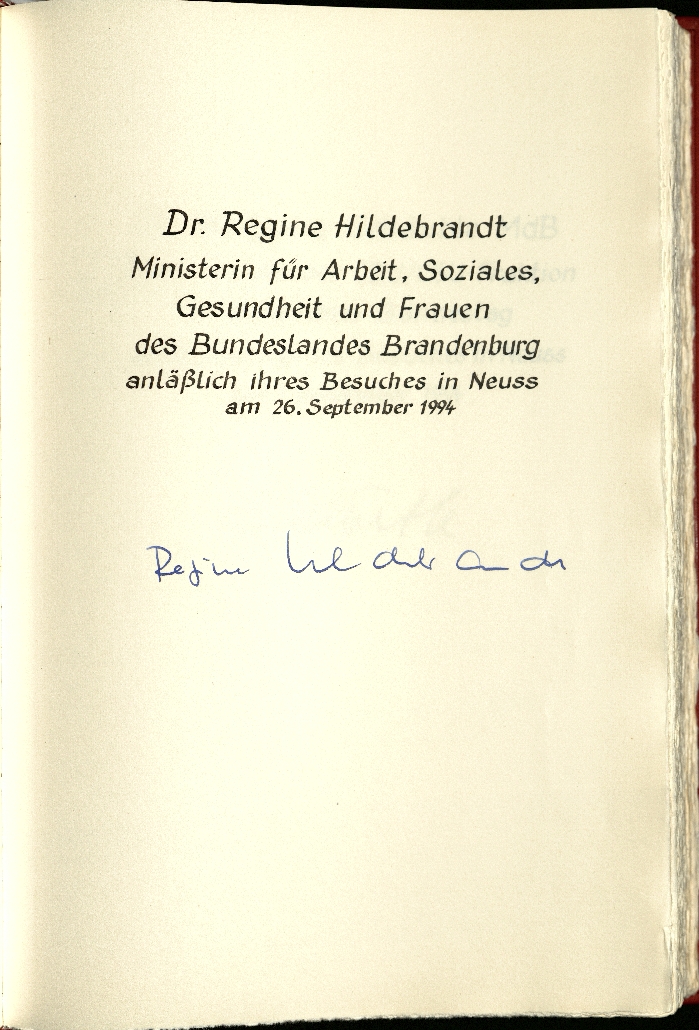 Dr. Regine Hildebrandt
Ministerin für Arbeit, Soziales,
Gesundheit und Frauen
des Bundeslandes Brandenburg
anläßlich ihres Besuches in Neuss
am 26. September 1994
Regine Hildebrandt